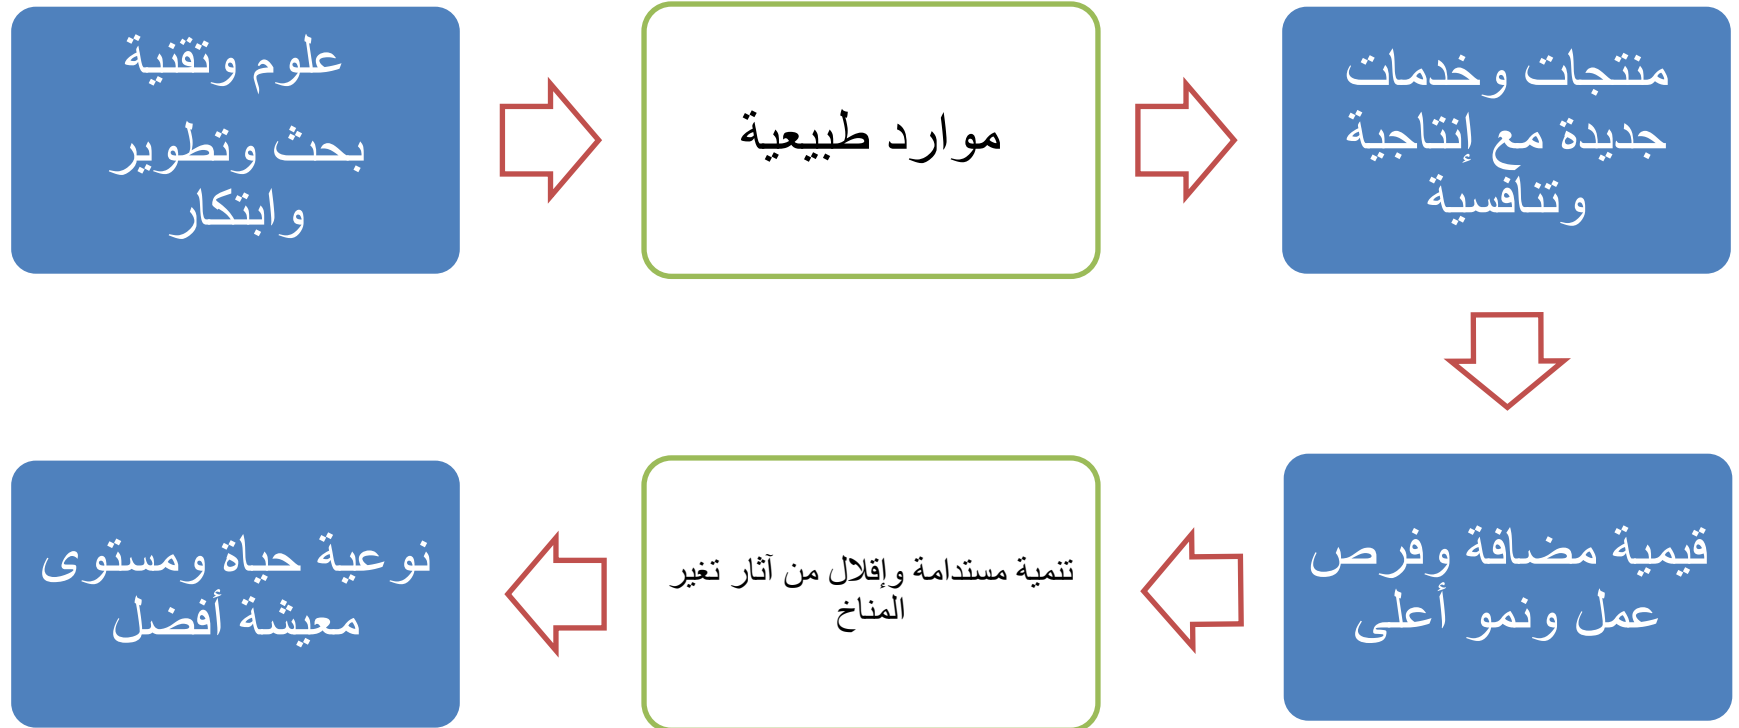 علوم وتقنية
بحث وتطوير
وابتكار
موارد طبيعية
منتجات وخدمات
جديدة مع إنتاجية
وتنافسية
قيمية مضافة وفرص
عمل ونمو أعلى
تنمية مستدامة وإقلال من آثار تغير
المناخ
نوعية حياة ومستوى
معيشة أفضل